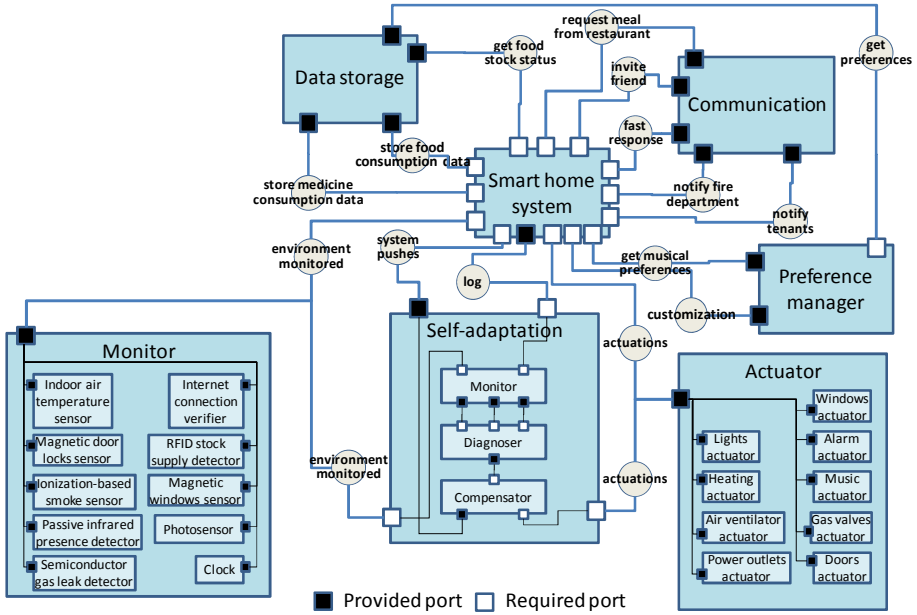 request meal
from restaurant
get
preferences
get food
stock status
Data storage
invite
friend
Communication
fast
response
store food
consumption data
Smart home
system
store medicine
consumption data
notify fire
department
notify
tenants
environment
monitored
system
pushes
get musical
preferences
log
Preference
manager
customization
Self-adaptation
actuations
Monitor
Indoor air
temperature
sensor
Internet
connection
verifier
Magnetic door
locks sensor
RFID stock
supply detector
Ionization-based
smoke sensor
Magnetic
windows sensor
Passive infrared
presence detector
Photosensor
Semiconductor
gas leak detector
Clock
Monitor
Diagnoser
Compensator
environment
monitored
actuations
Actuator
Windows
actuator
Lights
actuator
Alarm
actuator
Heating
actuator
Music
actuator
Air ventilator
actuator
Gas valves
actuator
Power outlets
actuator
Doors
actuator
Provided port
Required port